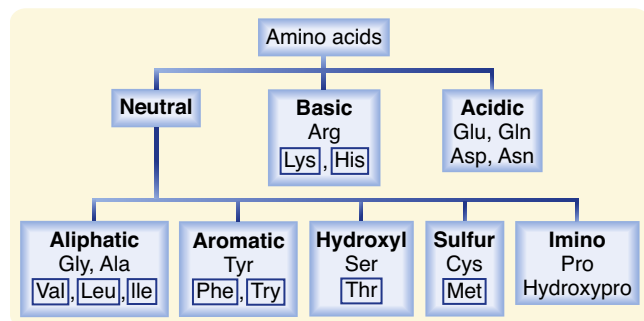 Amino acids
Neutral
Basic
Arg
Lys, His
Acidic
Glu, Gln
Asp, Asn
Aliphatic
Gly, Ala
Val, Leu, Ile
Aromatic
Tyr
Phe, Try
Hydroxyl
Ser
Thr
Sulfur
Cys
Met
Imino
Pro
Hydroxypro